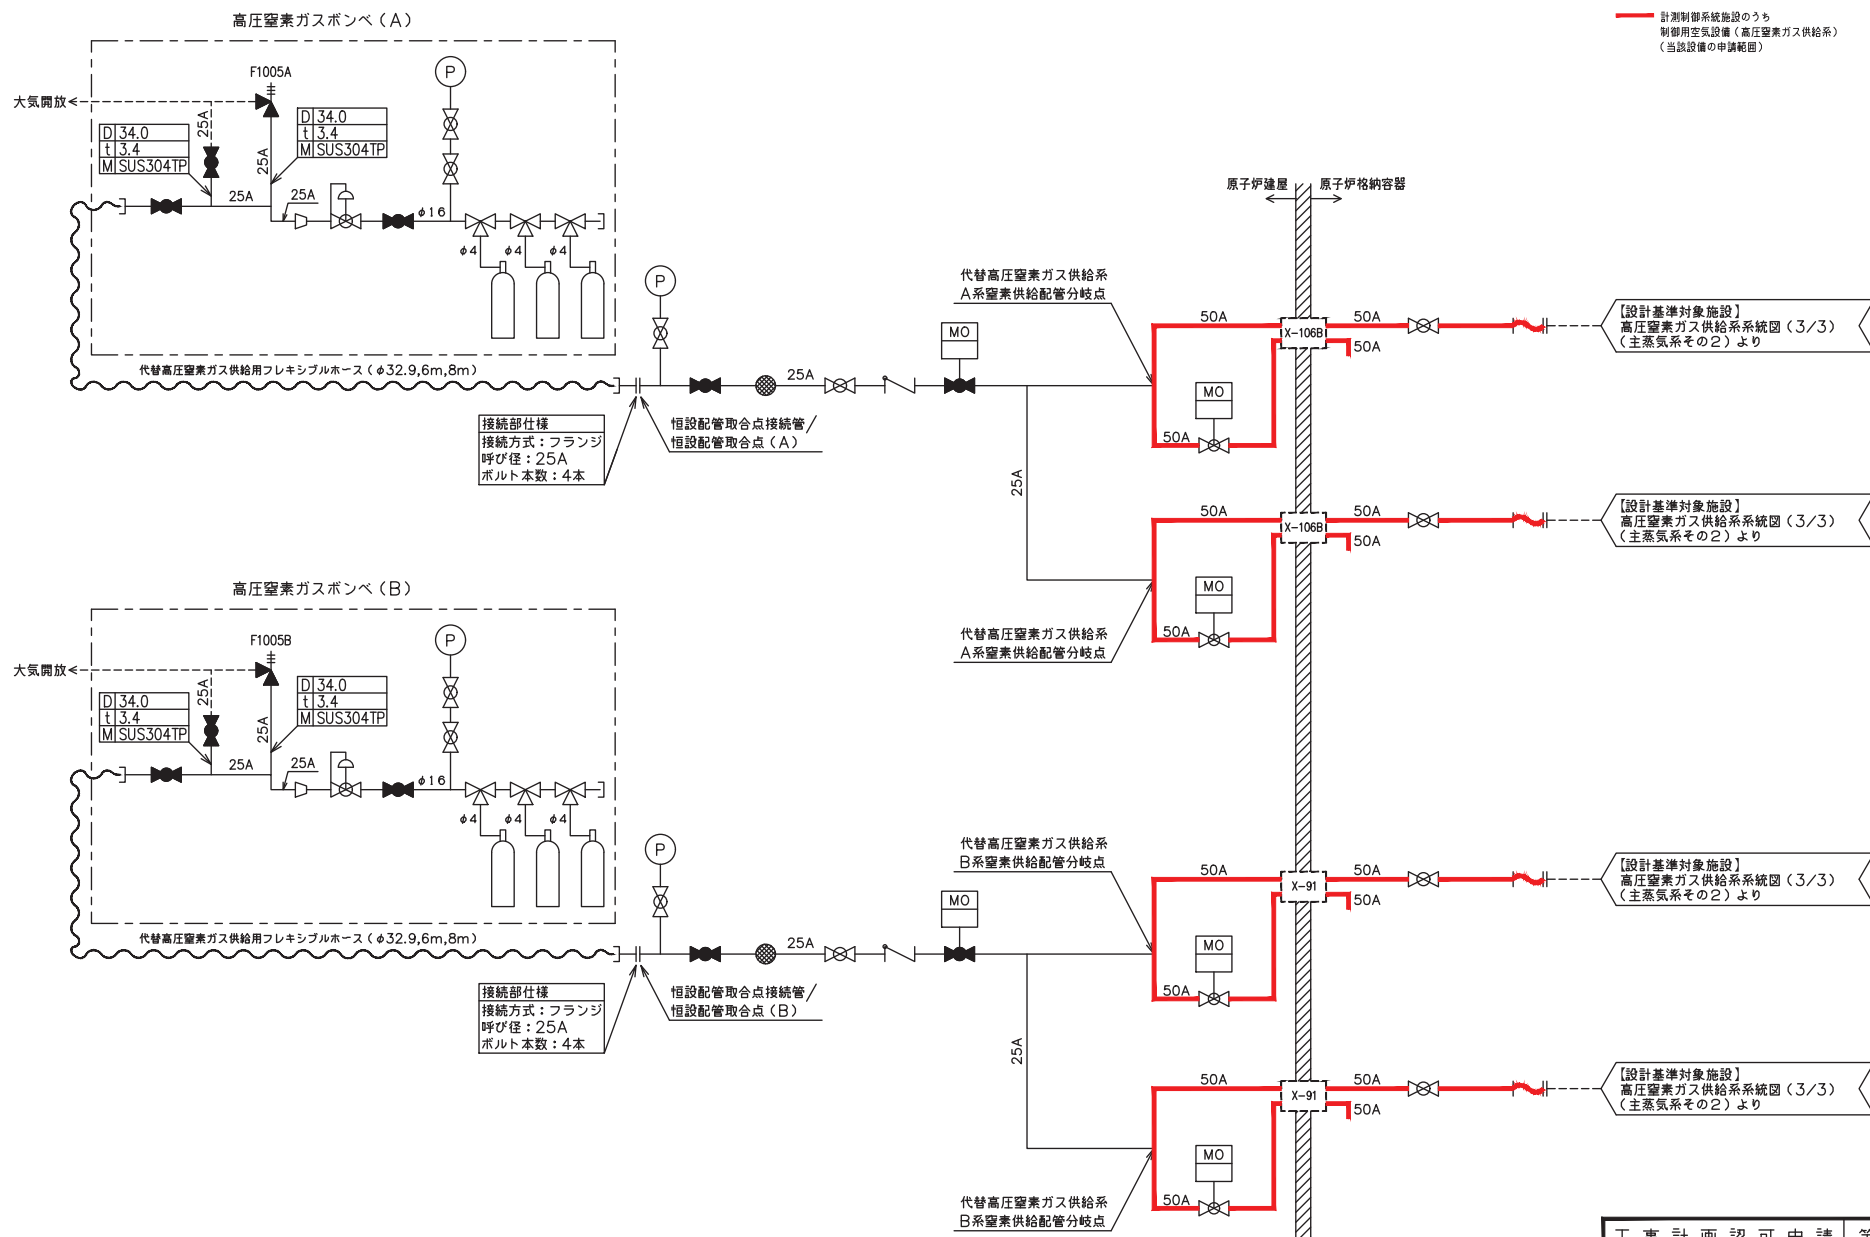 計測制御系統施設のうち
制御用空気設備（高圧窒素ガス供給系）
（当該設備の申請範囲）
高圧窒素ガスボンベ（A）
F1005A
P
大気開放
D 34.0
t 3.4
M SUS304TP
25A
25A
D 34.0
t 3.4
M SUS304TP
25A
25A
φ16
φ4
φ4
φ4
代替高圧窒素ガス供給用フレキシブルホース（φ32.9,6m,8m）
P
25A
MO
接続部仕様
接続方式：フランジ
呼び径：25A
ボルト本数：4本
恒設配管取合点接続管／
恒設配管取合点（A）
25A
原子炉建屋
原子炉格納容器
代替高圧窒素ガス供給系
A系窒素供給配管分岐点
50A
X-106B
50A
50A
MO
50A
【設計基準対象施設】
高圧窒素ガス供給系系統図（3/3）
（主蒸気系その2）より
50A
X-106B
50A
50A
MO
50A
【設計基準対象施設】
高圧窒素ガス供給系系統図（3/3）
（主蒸気系その2）より
代替高圧窒素ガス供給系
A系窒素供給配管分岐点
高圧窒素ガスボンベ（B）
F1005B
P
大気開放
D 34.0
t 3.4
M SUS304TP
25A
25A
D 34.0
t 3.4
M SUS304TP
25A
25A
φ16
φ4
φ4
φ4
代替高圧窒素ガス供給用フレキシブルホース（φ32.9,6m,8m）
P
25A
MO
接続部仕様
接続方式：フランジ
呼び径：25A
ボルト本数：4本
恒設配管取合点接続管／
恒設配管取合点（B）
25A
代替高圧窒素ガス供給系
B系窒素供給配管分岐点
50A
X-91
50A
50A
MO
50A
【設計基準対象施設】
高圧窒素ガス供給系系統図（3/3）
（主蒸気系その2）より
50A
X-91
50A
50A
MO
50A
【設計基準対象施設】
高圧窒素ガス供給系系統図（3/3）
（主蒸気系その2）より
代替高圧窒素ガス供給系
B系窒素供給配管分岐点
工事計画認可申請